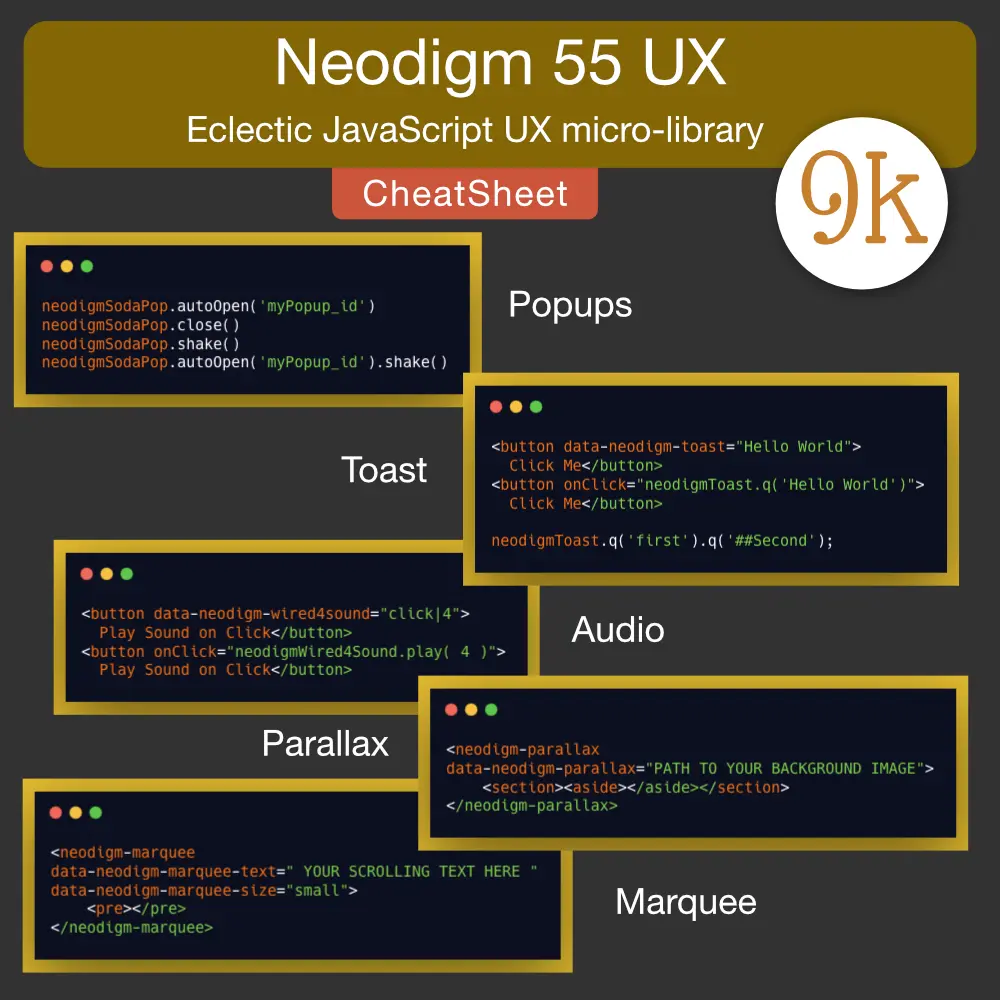 Neodigm 55 UX
Eclectic JavaScript UX micro-library
CheatSheet
9k
neodigmSodaPop.autoOpen('myPopup_id')
neodigmSodaPop.close()
neodigmSodaPop.shake()
neodigmSodaPop.autoOpen('myPopup_id').shake()
Popups
Toast
<button data-neodigm-toast="Hello World">
Click Me</button>
<button onClick="neodigmToast.q('Hello World')">
Click Me</button>
neodigmToast.q('first').q('##Second');
<button data-neodigm-wired4sound="click|4">
Play Sound on Click</button>
<button onClick="neodigmWired4Sound.play( 4 )">
Play Sound on Click</button>
Audio
Parallax
<neodigm-parallax
data-neodigm-parallax="PATH TO YOUR BACKGROUND IMAGE">
<section><aside></aside></section>
</neodigm-parallax>
<neodigm-marquee
data-neodigm-marquee-text=" YOUR SCROLLING TEXT HERE "
data-neodigm-marquee-size="small">
<pre></pre>
</neodigm-marquee>
Marquee